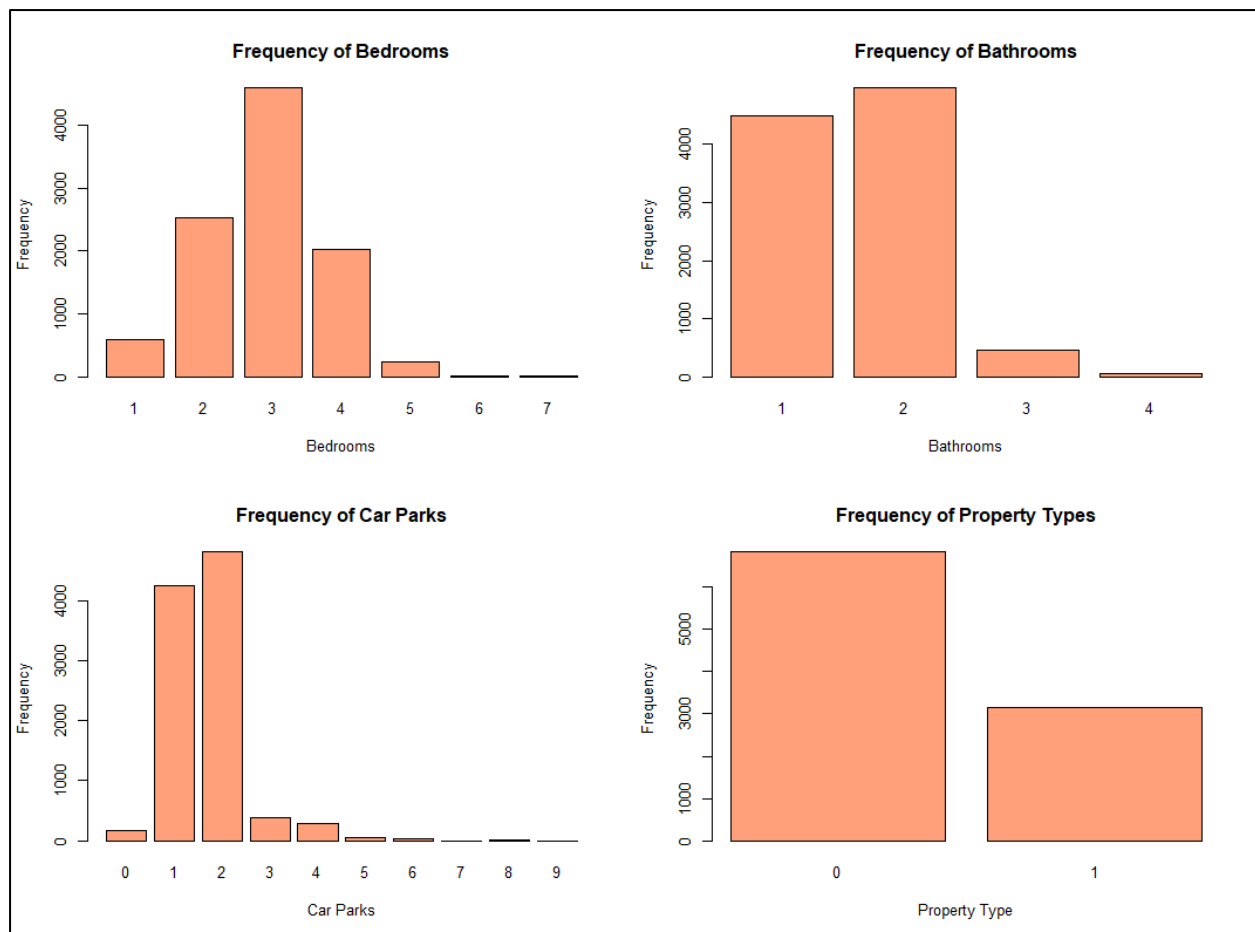 Frequency of Bedrooms
Frequency
0
1000
2000
3000
4000
1 2 3 4 5 6 7
Bedrooms
Frequency of Bathrooms
Frequency
0
1000
2000
3000
4000
1 2 3 4
Bathrooms
Frequency of Car Parks
Frequency
0
1000
2000
3000
4000
0 1 2 3 4 5 6 7 8 9
Car Parks
Frequency of Property Types
Frequency
0
1000
3000
5000
0 1
Property Type